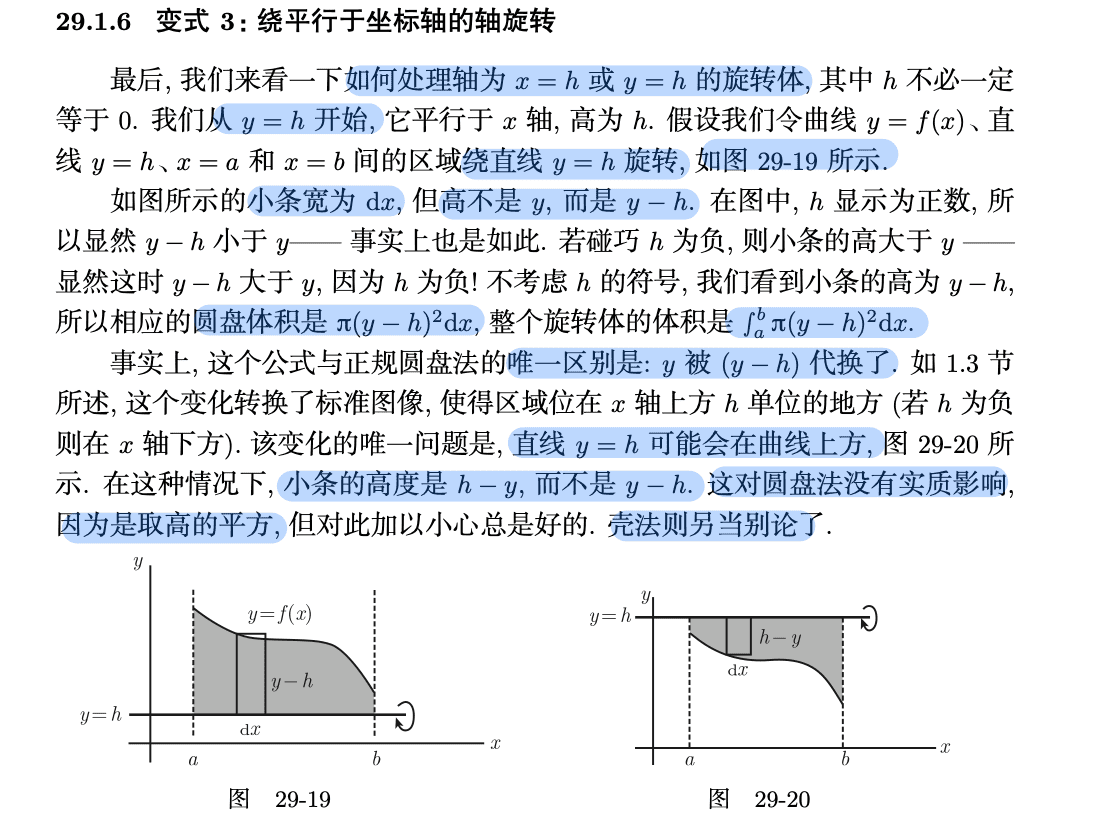 29.1.6 变式 3: 绕平行于坐标轴的轴旋转
最后, 我们来看一下如何处理轴为 x = h 或 y = h 的旋转体, 其中 h 不必一定
等于 0. 我们从 y = h 开始, 它平行于 x 轴, 高为 h. 假设我们令曲线 y = f(x)、直
线 y = h、x = a 和 x = b 间的区域绕直线 y = h 旋转, 如图 29-19 所示.
如图所示的小条宽为 dx, 但高不是 y, 而是 y − h. 在图中, h 显示为正数, 所
以显然 y − h 小于 y—— 事实上也是如此. 若碰巧 h 为负, 则小条的高大于 y ——
显然这时 y − h 大于 y, 因为 h 为负! 不考虑 h 的符号, 我们看到小条的高为 y − h,
所以相应的圆盘体积是 π(y − h)²dx, 整个旋转体的体积是 ∫ₐᵇ π(y − h)²dx.
事实上, 这个公式与正规圆盘法的唯一区别是: y 被 (y − h) 代换了. 如 1.3 节
所述, 这个变化转换了标准图像, 使得区域位在 x 轴上方 h 单位的地方 (若 h 为负
则在 x 轴下方). 该变化的唯一问题是, 直线 y = h 可能会在曲线上方, 图 29-20 所
示. 在这种情况下, 小条的高度是 h − y, 而不是 y − h. 这对圆盘法没有实质影响,
因为是取高的平方, 但对此加以小心总是好的. 壳法则另当别论了.
y
y=f(x)
y−h
y=h
dx
x
a
b
图 29-19
y
y=h
h−y
dx
x
a
b
图 29-20